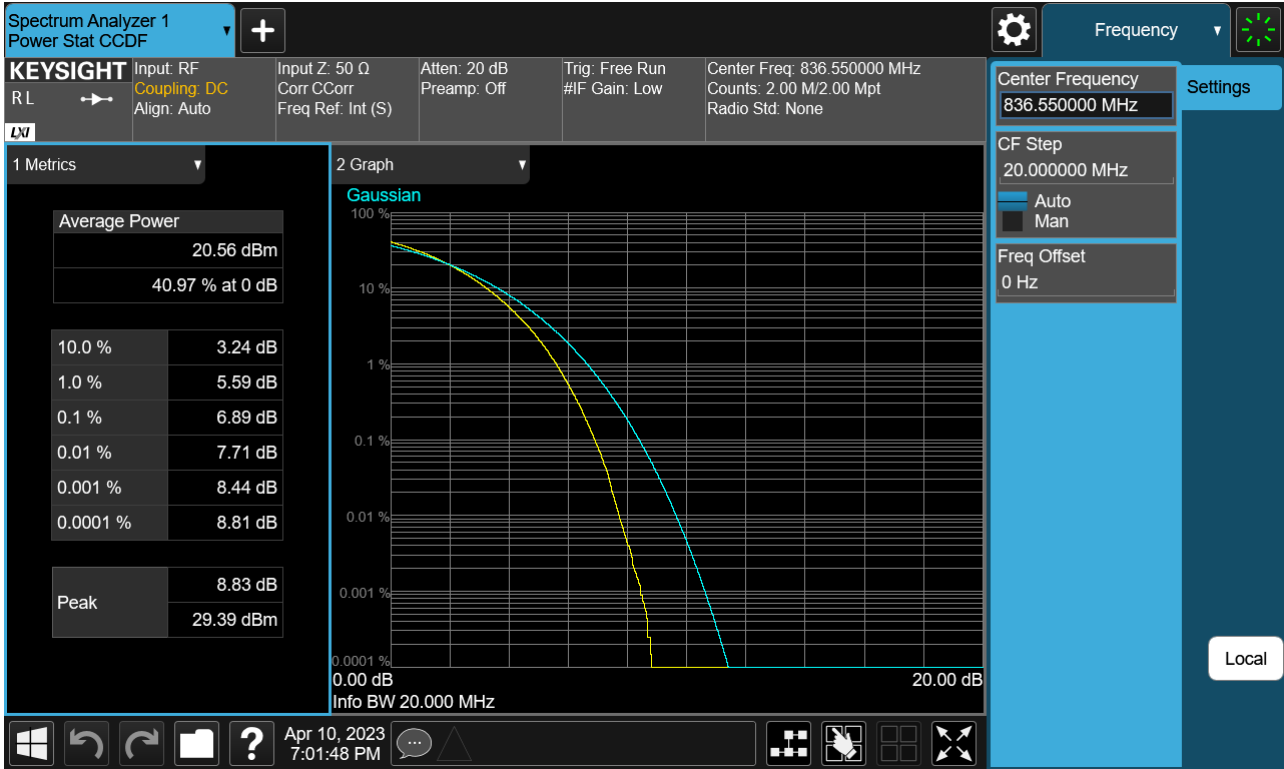 Spectrum Analyzer 1
Power Stat CCDF
+
Frequency
KEYSIGHT
R L
LXI
Input: RF
Coupling: DC
Align: Auto
Input Z: 50 Ω
Corr CCorr
Freq Ref: Int (S)
Atten: 20 dB
Preamp: Off
Trig: Free Run
#IF Gain: Low
Center Freq: 836.550000 MHz
Counts: 2.00 M/2.00 Mpt
Radio Std: None
Center Frequency
836.550000 MHz
CF Step
20.000000 MHz
Auto
Man
Freq Offset
0 Hz
Settings
Local
1 Metrics
Average Power
20.56 dBm
40.97 % at 0 dB
10.0 % 3.24 dB
1.0 % 5.59 dB
0.1 % 6.89 dB
0.01 % 7.71 dB
0.001 % 8.44 dB
0.0001 % 8.81 dB
Peak
8.83 dB
29.39 dBm
2 Graph
Gaussian
100 %
10 %
1 %
0.1 %
0.01 %
0.001 %
0.0001 %
0.00 dB 20.00 dB
Info BW 20.000 MHz
?
Apr 10, 2023
7:01:48 PM